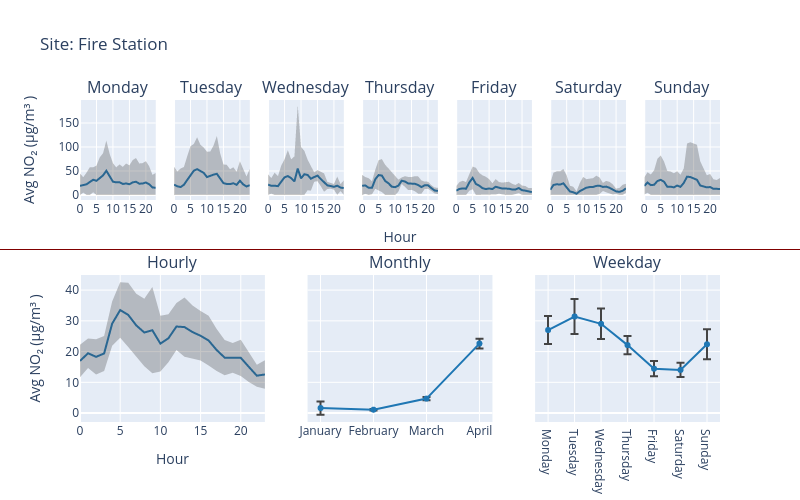 Site: Fire Station
Monday Tuesday Wednesday Thursday Friday Saturday Sunday
Avg NO₂ (μg/m³ )
150
100
50
0
0 5 10 15 20 0 5 10 15 20 0 5 10 15 20 0 5 10 15 20 0 5 10 15 20 0 5 10 15 20 0 5 10 15 20
Hour
Hourly Monthly Weekday
Avg NO₂ (μg/m³ )
40
30
20
10
0
0 5 10 15 20
Hour
January February March April
Monday
Tuesday
Wednesday
Thursday
Friday
Saturday
Sunday